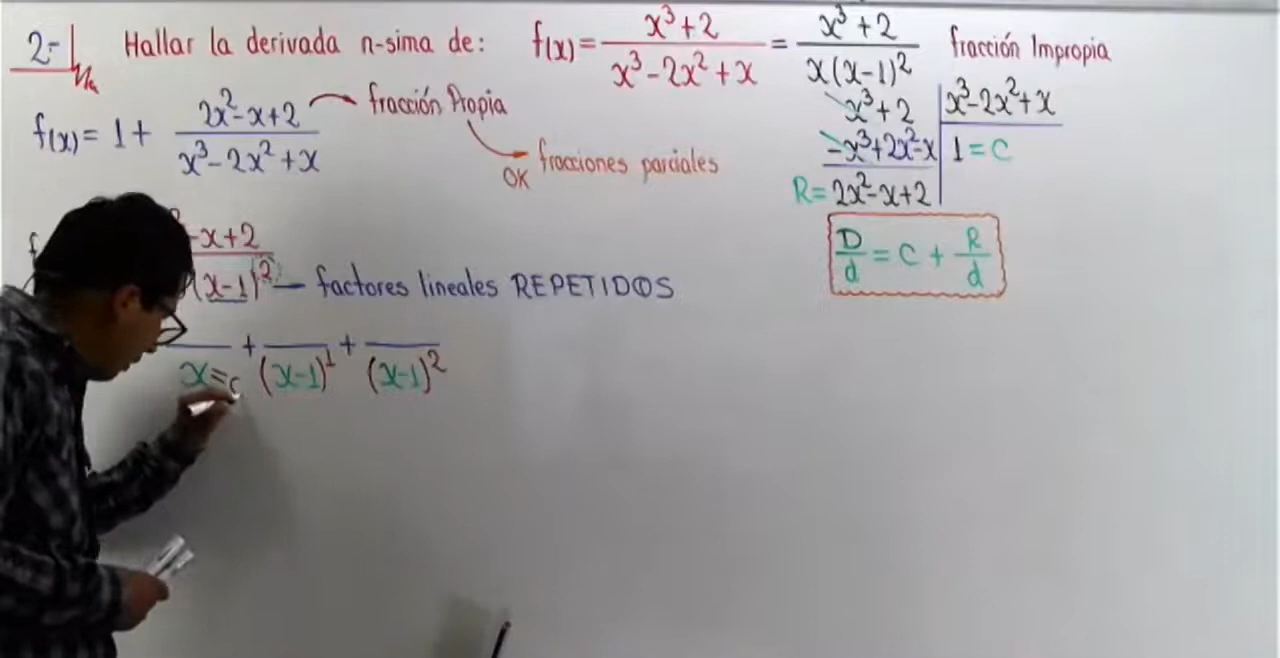 2.- Hallar la derivada n-sima de: f(x) = x³+2 / x³-2x²+x = x³+2 / x(x-1)² fracción Impropia
f(x) = 1 + 2x²-x+2 / x³-2x²+x fracción Propia
OK fracciones parciales
x³+2 | x³-2x²+x
-x³+2x²-x | 1 = C
R = 2x²-x+2
D/d = C + R/d
-x+2 / (x-1)² — factores lineales REPETIDOS
/ x= + / (x-1)¹ + / (x-1)²